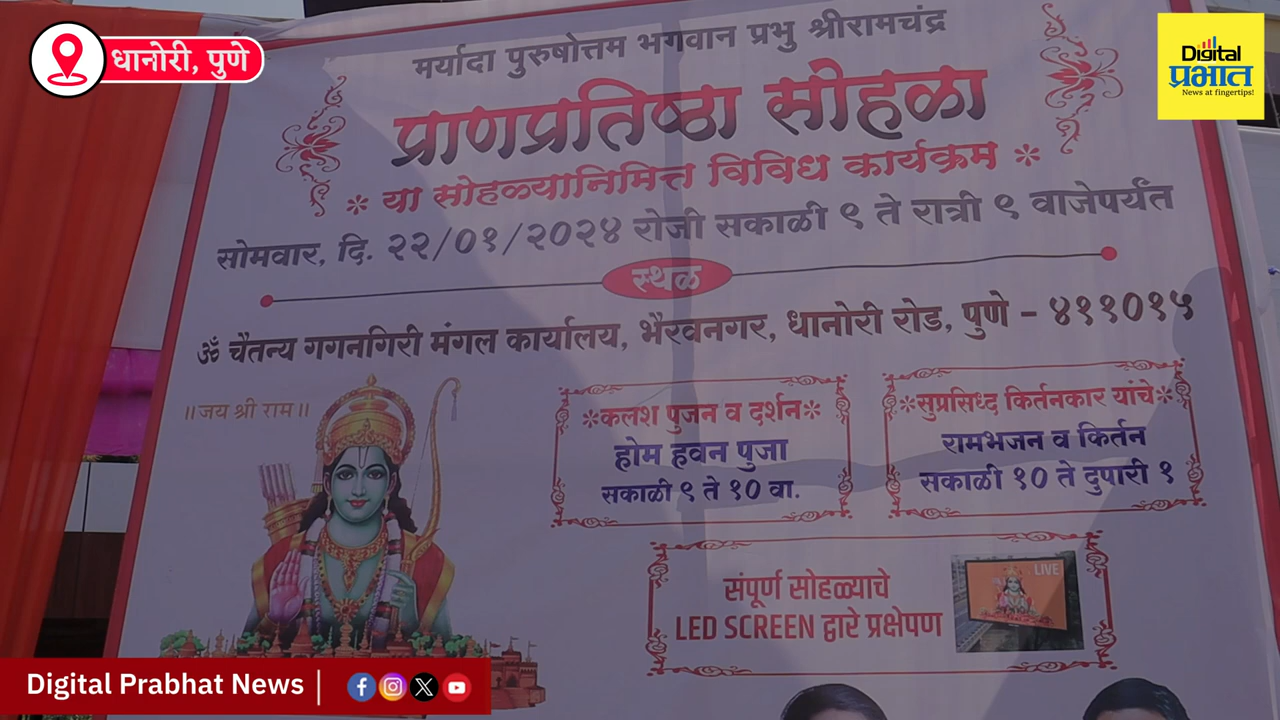 धानोरी, पुणे
Digital
प्रभात
News at fingertips!
मर्यादा पुरुषोत्तम भगवान प्रभु श्रीरामचंद्र
प्राणप्रतिष्ठा सोहळा
* या सोहळ्यानिमित्त विविध कार्यक्रम *
सोमवार, दि. २२/०१/२०२४ रोजी सकाळी ९ ते रात्री ९ वाजेपर्यंत
स्थळ
ॐ चैतन्य गगनगिरी मंगल कार्यालय, भैरवनगर, धानोरी रोड, पुणे - ४११०१५
॥जय श्री राम॥
*कलश पुजन व दर्शन*
होम हवन पुजा
सकाळी ९ ते १० वा.
*सुप्रसिध्द किर्तनकार यांचे*
रामभजन व किर्तन
सकाळी १० ते दुपारी १
संपूर्ण सोहळ्याचे
LED SCREEN द्वारे प्रक्षेपण
LIVE
Digital Prabhat News |